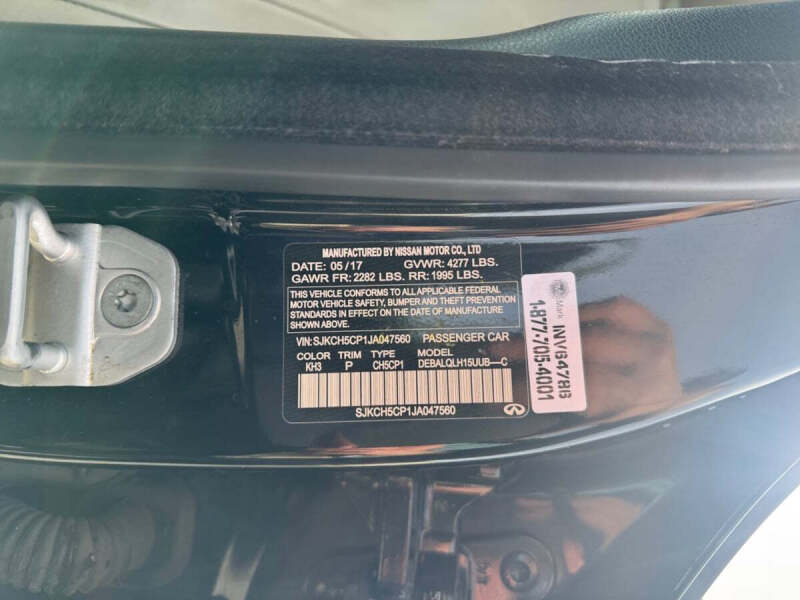 MANUFACTURED BY NISSAN MOTOR CO., LTD
DATE: 05 /17 GVWR: 4277 LBS.
GAWR FR: 2282 LBS. RR: 1995 LBS.
THIS VEHICLE CONFORMS TO ALL APPLICABLE FEDERAL
MOTOR VEHICLE SAFETY, BUMPER AND THEFT PREVENTION
STANDARDS IN EFFECT ON THE DATE OF MANUFACTURE
SHOWN ABOVE.
VIN:SJKCH5CP1JA047560 PASSENGER CAR
COLOR TRIM TYPE MODEL
KH3 P CH5CP1 DEBALQLH15UUB—C
SJKCH5CP1JA047560
INV6478IG
1-877-705-4001